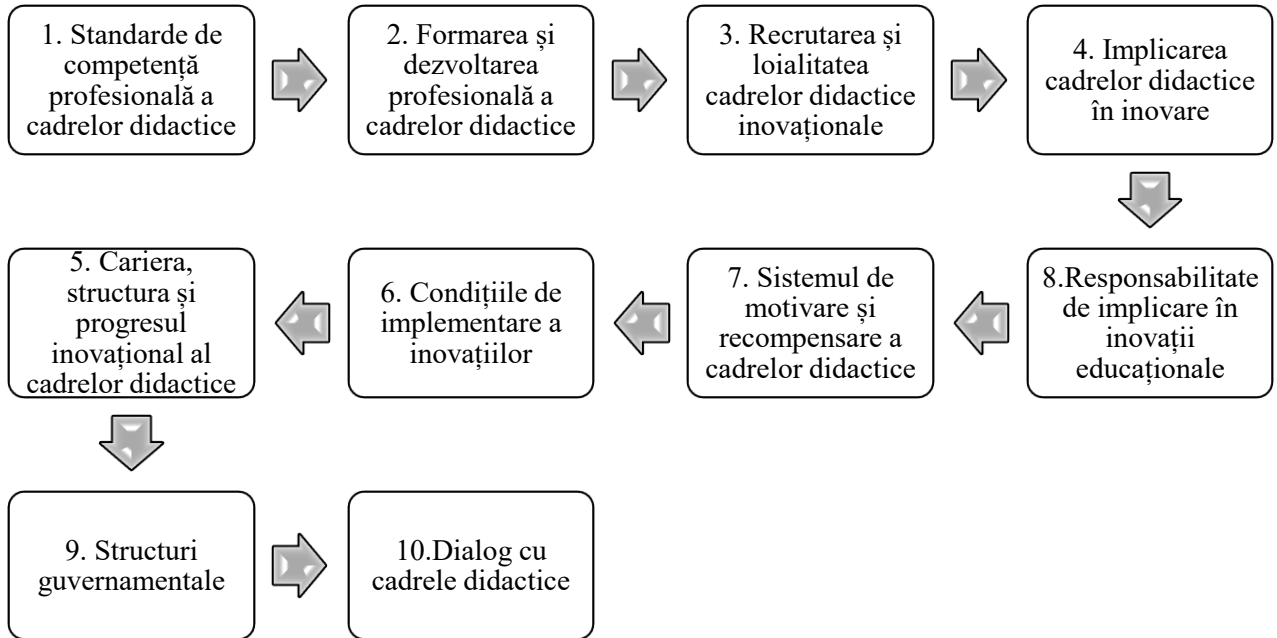 1. Standarde de
competență
profesională a
cadrelor didactice
2. Formarea și
dezvoltarea
profesională a
cadrelor didactice
3. Recrutarea și
loialitatea
cadrelor didactice
inovaționale
4. Implicarea
cadrelor didactice
în inovare
5. Cariera,
structura și
progresul
inovațional al
cadrelor didactice
6. Condițiile de
implementare a
inovațiilor
7. Sistemul de
motivare și
recompensare a
cadrelor didactice
8.Responsabilitate
de implicare în
inovații
educaționale
9. Structuri
guvernamentale
10.Dialog cu
cadrele didactice